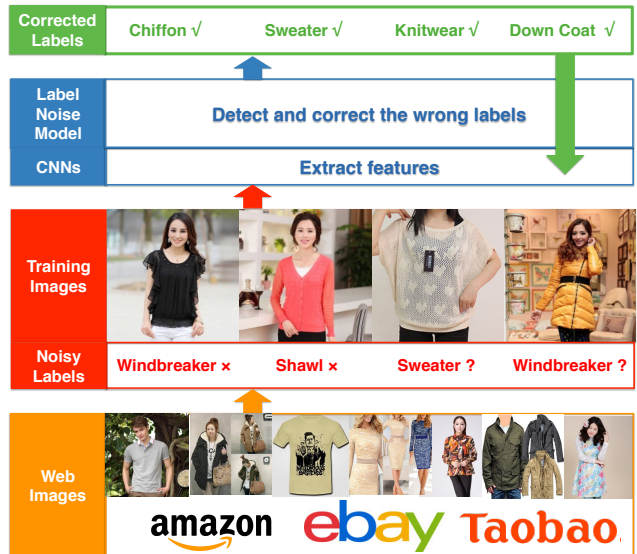 Corrected
Labels
Chiffon √ Sweater √ Knitwear √ Down Coat √
Label
Noise
Model
Detect and correct the wrong labels
CNNs
Extract features
Training
Images
Noisy
Labels
Windbreaker × Shawl × Sweater ? Windbreaker ?
Web
Images
amazon ebay Taobao